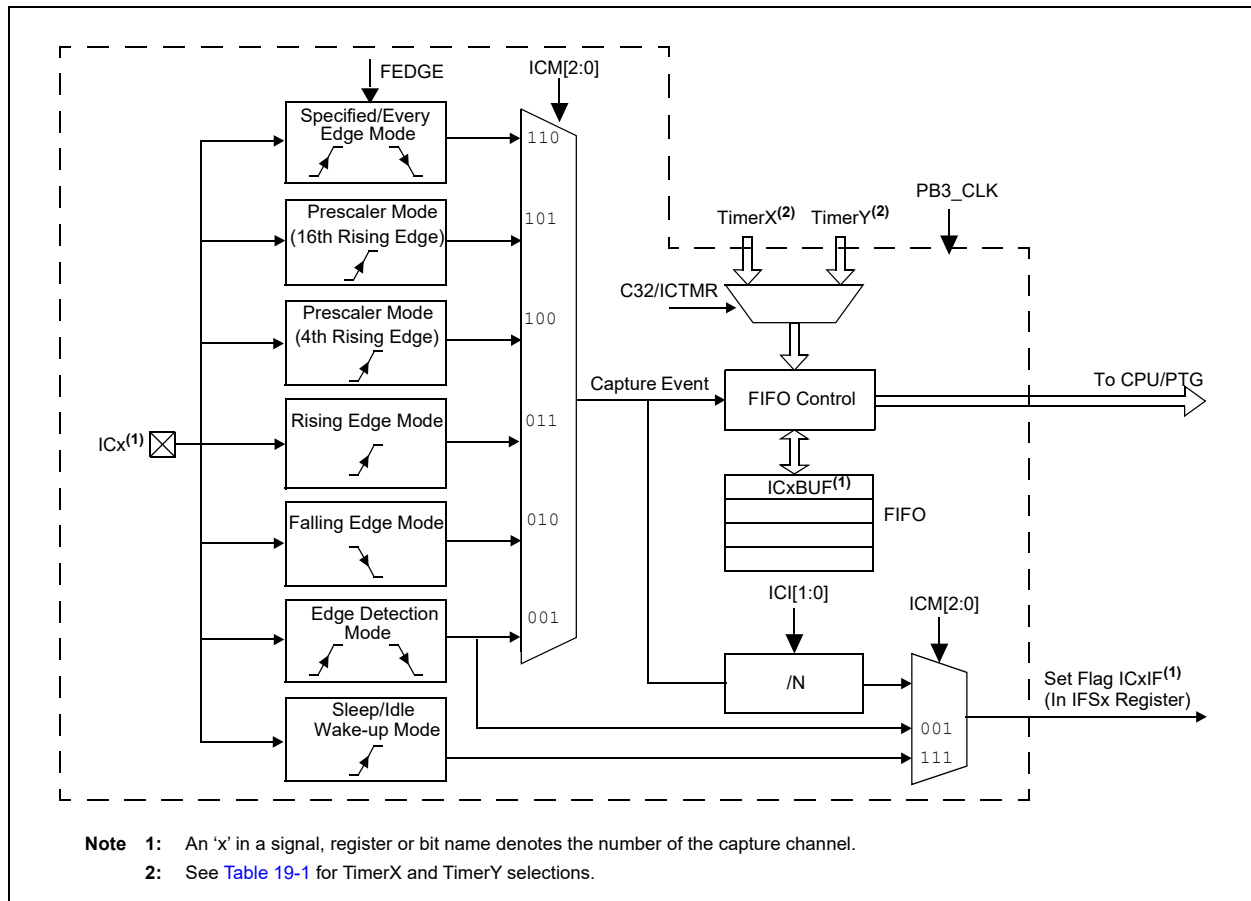 FEDGE
ICM[2:0]
Specified/Every
Edge Mode
110
PB3_CLK
Prescaler Mode
(16th Rising Edge)
101
TimerX(2)
TimerY(2)
C32/ICTMR
Prescaler Mode
(4th Rising Edge)
100
Capture Event
FIFO Control
To CPU/PTG
ICx(1)
Rising Edge Mode
011
ICxBUF(1)
FIFO
Falling Edge Mode
010
ICI[1:0]
ICM[2:0]
Edge Detection
Mode
001
/N
Set Flag ICxIF(1)
(In IFSx Register)
Sleep/Idle
Wake-up Mode
001
111
Note 1: An ‘x’ in a signal, register or bit name denotes the number of the capture channel.
2: See Table 19-1 for TimerX and TimerY selections.